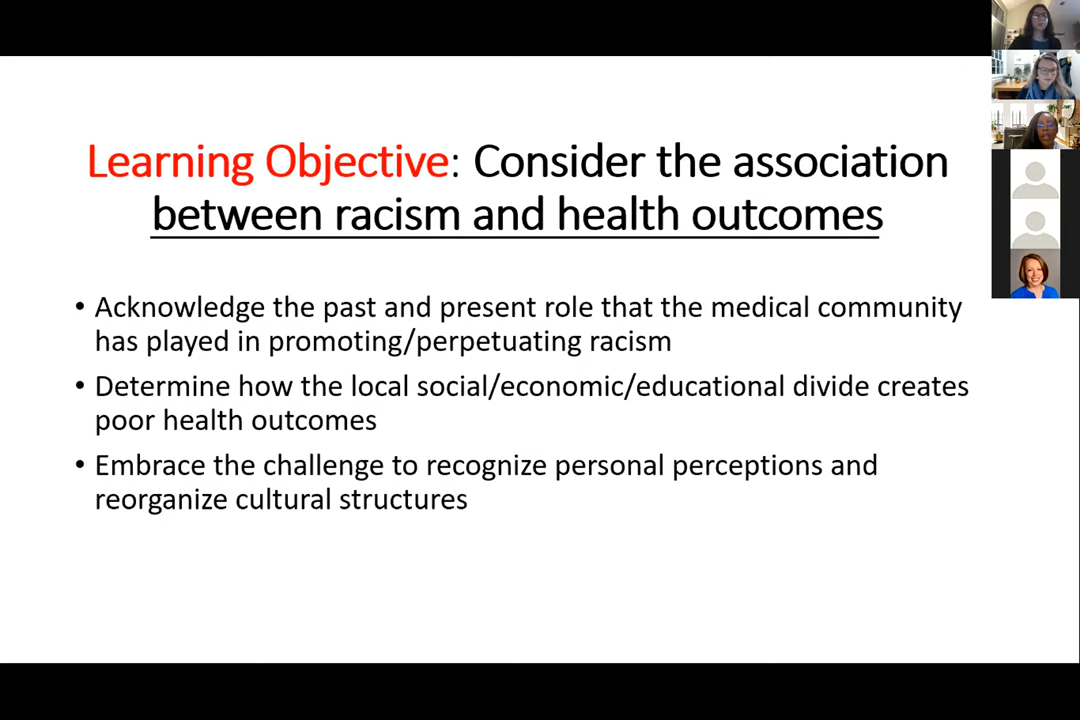 Learning Objective: Consider the association
between racism and health outcomes
• Acknowledge the past and present role that the medical community
has played in promoting/perpetuating racism
• Determine how the local social/economic/educational divide creates
poor health outcomes
• Embrace the challenge to recognize personal perceptions and
reorganize cultural structures